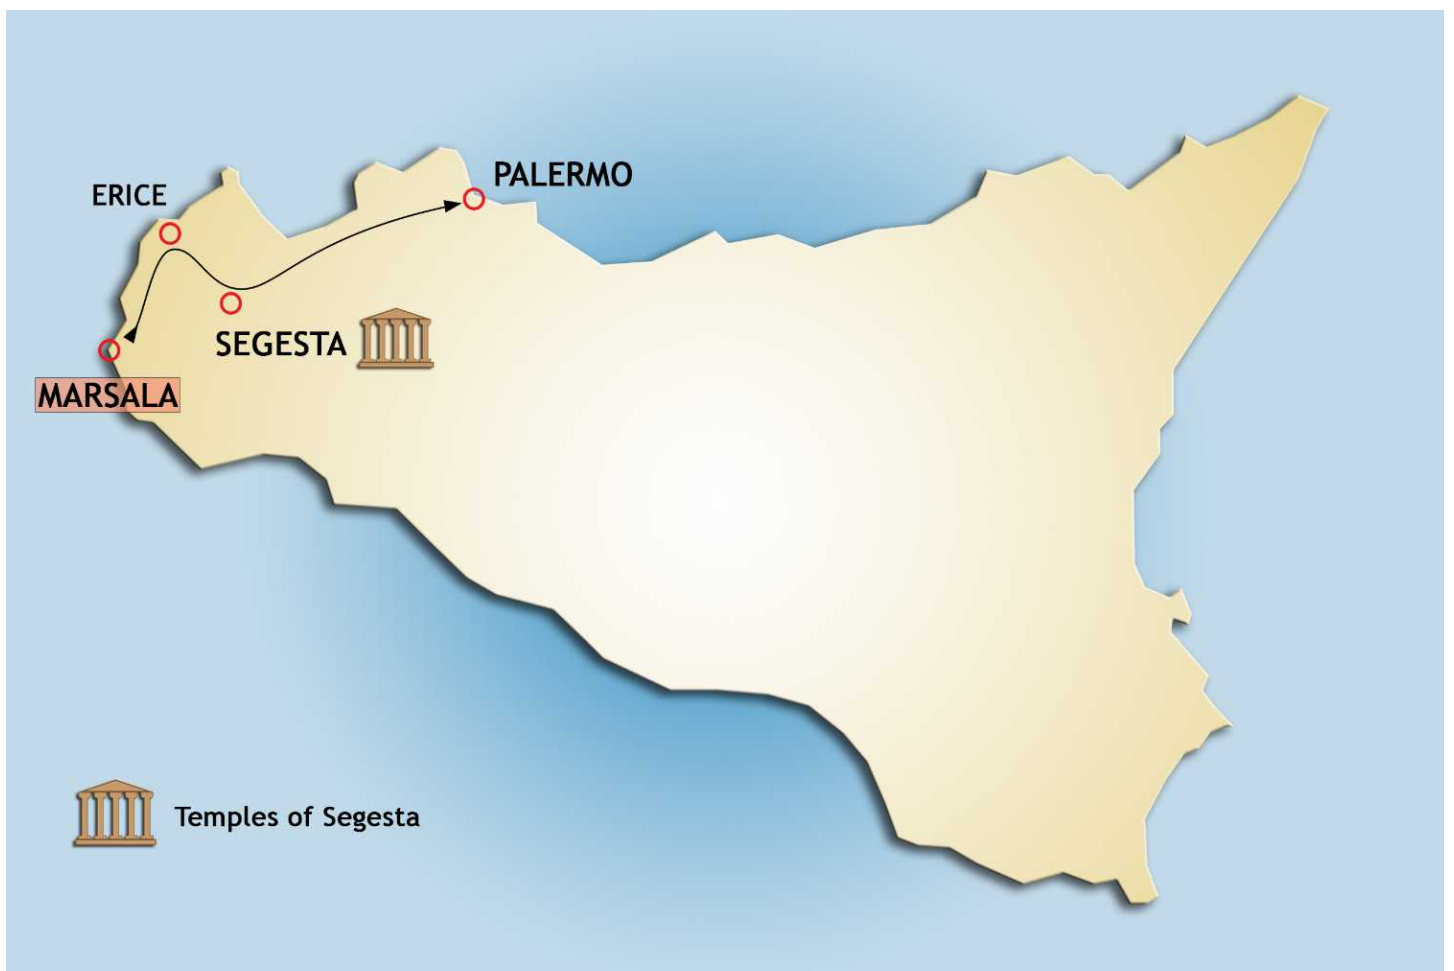 PALERMO
ERICE
SEGESTA
MARSALA
Temples of Segesta